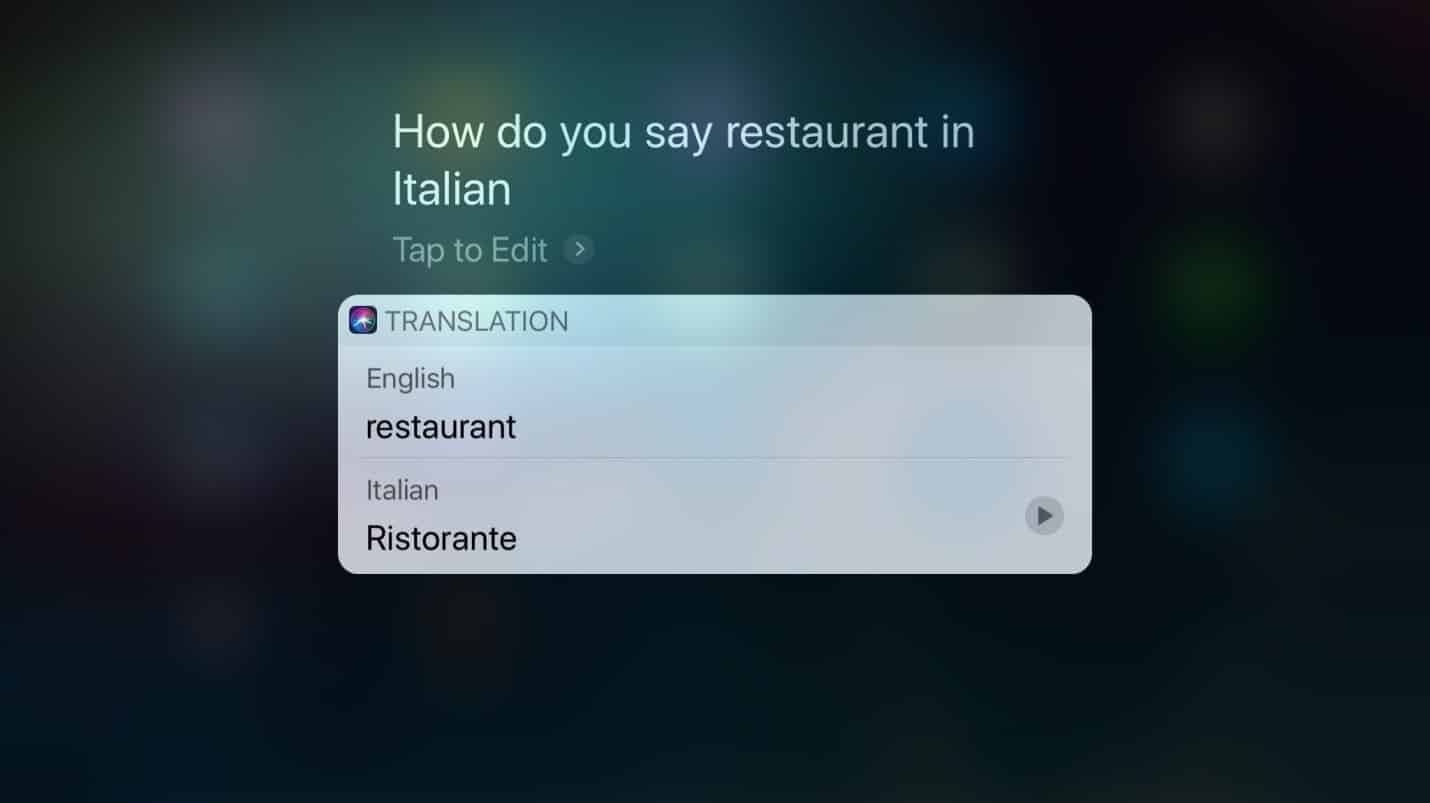 How do you say restaurant in
Italian
Tap to Edit
TRANSLATION
English
restaurant
Italian
Ristorante